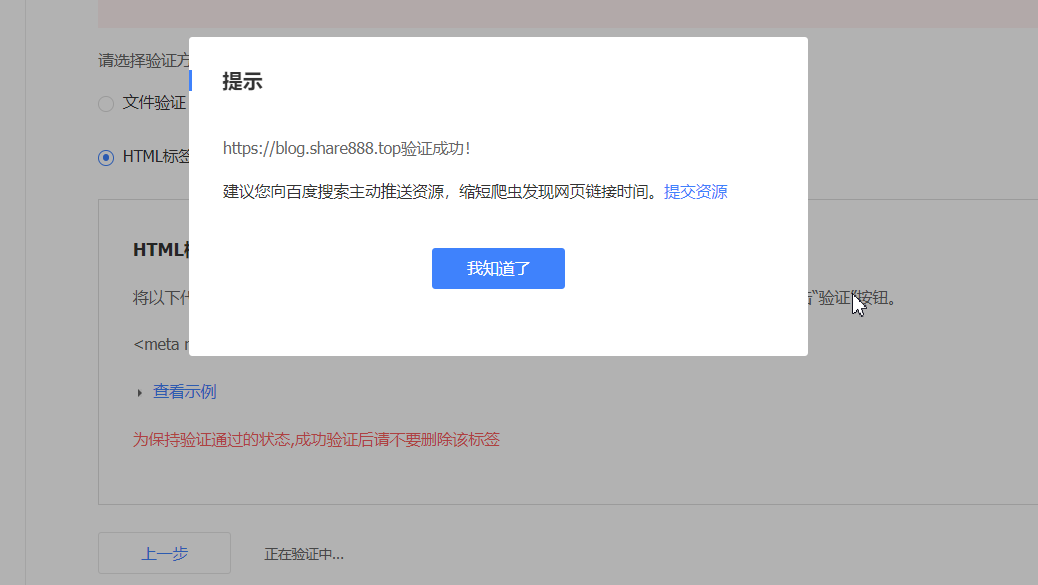 请选择验证方
提示
文件验证
https://blog.share888.top验证成功！
HTML标签
建议您向百度搜索主动推送资源，缩短爬虫发现网页链接时间。提交资源
HTML标
我知道了
将以下代
“验证”按钮。
<meta n
查看示例
为保持验证通过的状态,成功验证后请不要删除该标签
上一步
正在验证中...